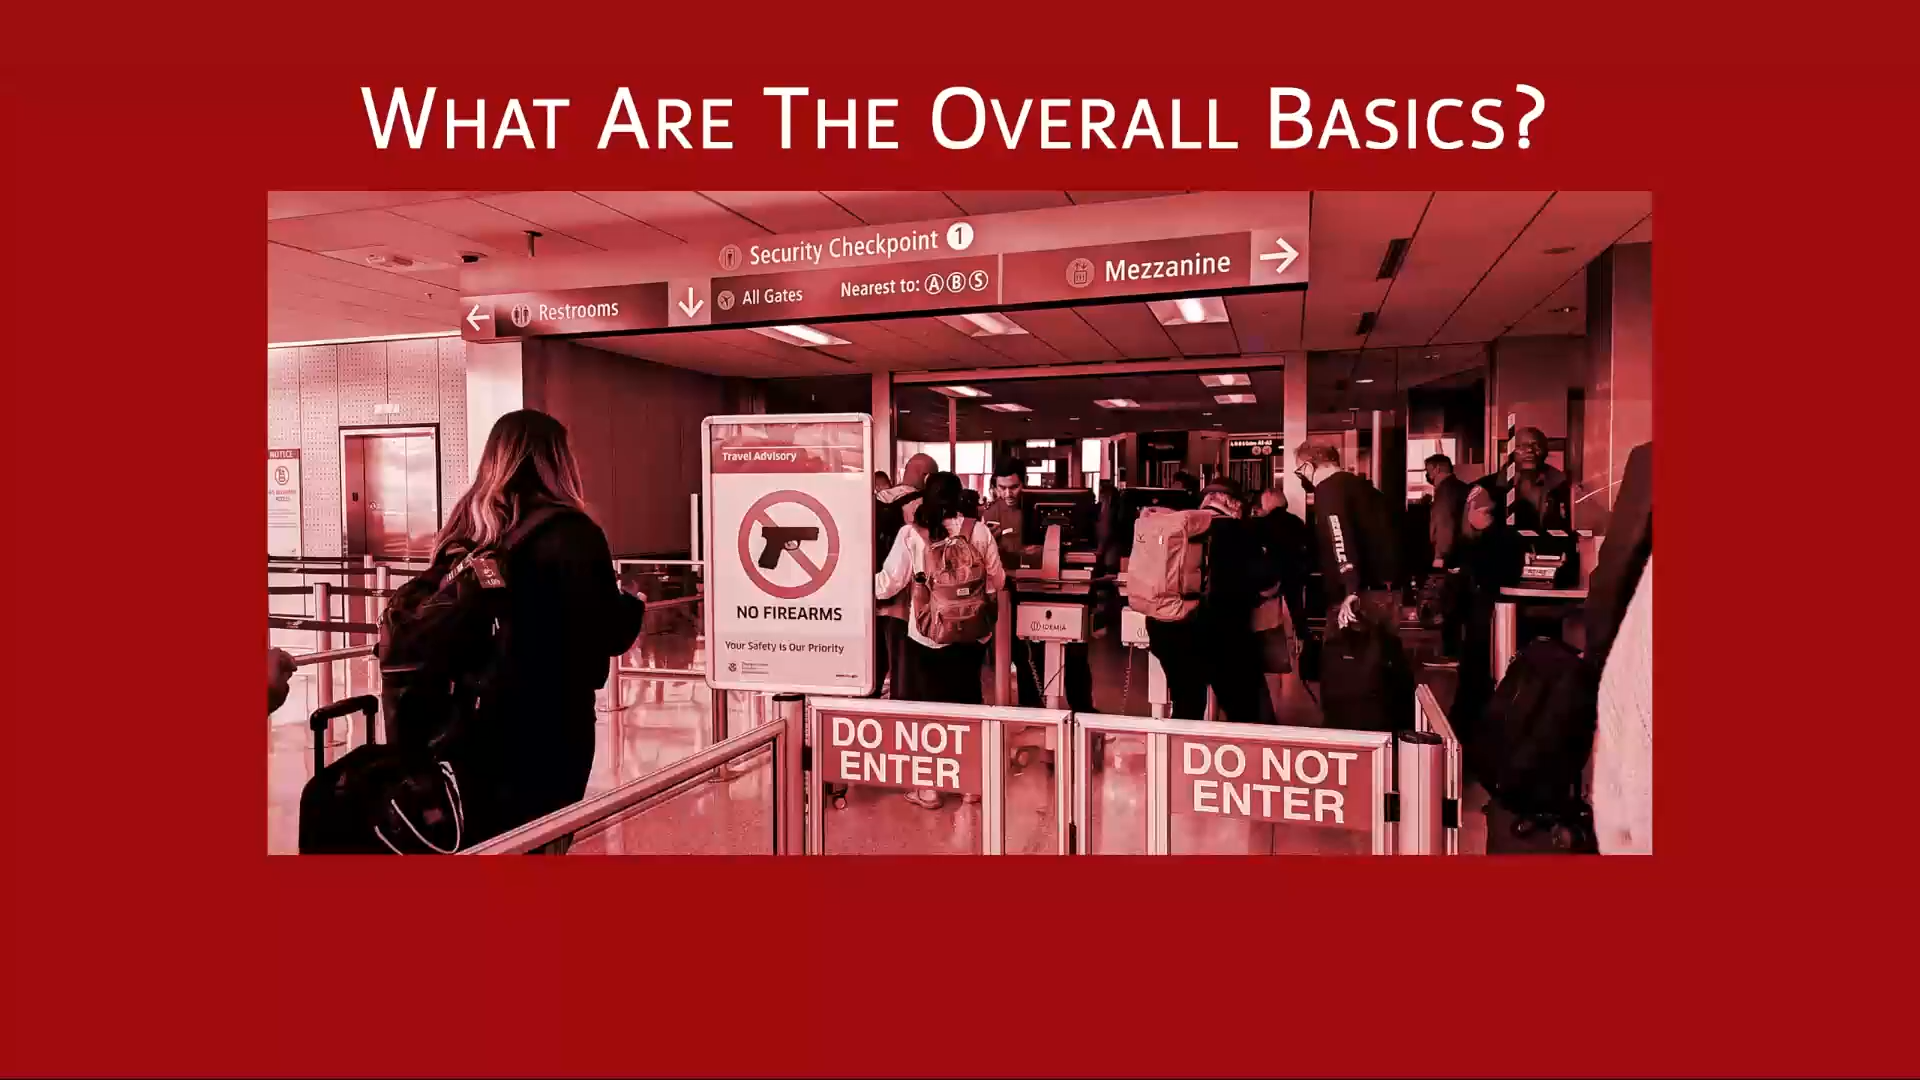 WHAT ARE THE OVERALL BASICS?
Security Checkpoint 1
Restrooms
All Gates
Nearest to: A B S
Mezzanine
NOTICE
Travel Advisory
NO FIREARMS
Your Safety Is Our Priority
IDEMIA
DO NOT
ENTER
DO NOT
ENTER